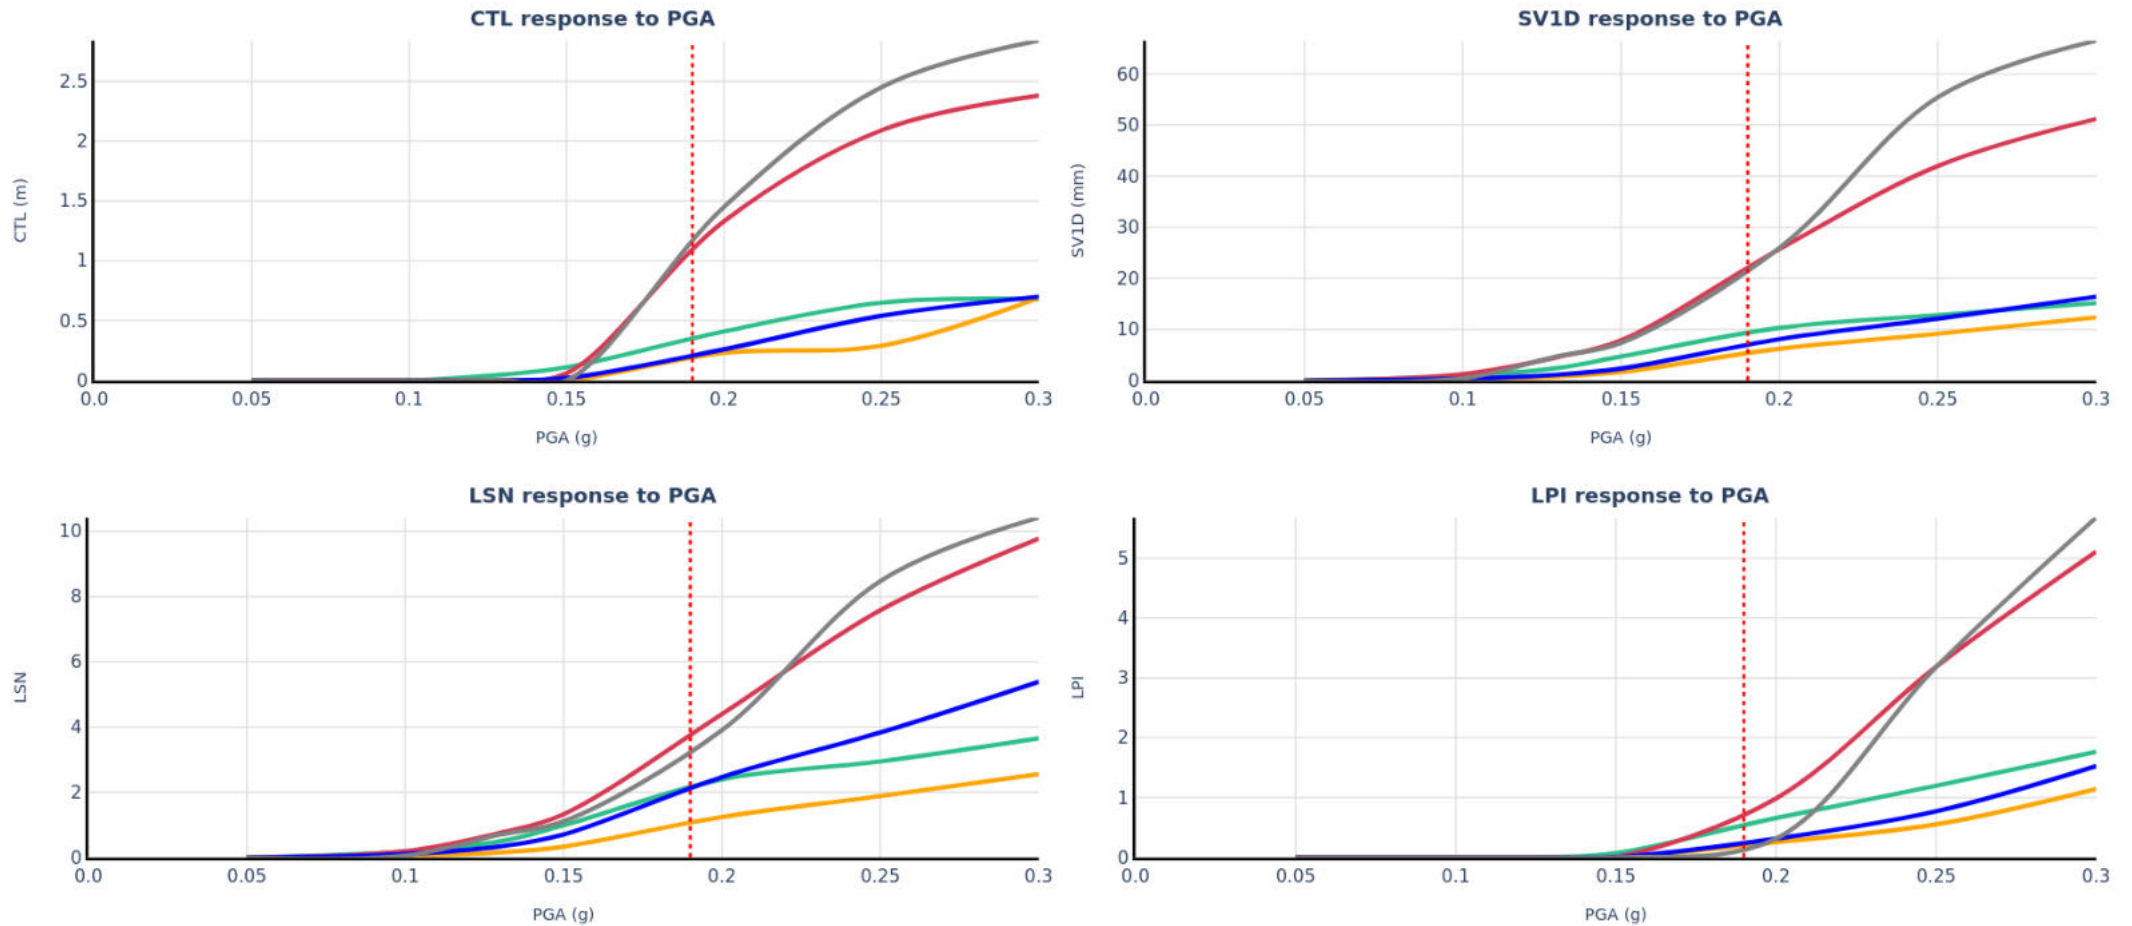 CTL response to PGA
CTL (m)
2.5
2
1.5
1
0.5
0
0.0 0.05 0.1 0.15 0.2 0.25 0.3
PGA (g)
SV1D response to PGA
SV1D (mm)
60
50
40
30
20
10
0
0.0 0.05 0.1 0.15 0.2 0.25 0.3
PGA (g)
LSN response to PGA
LSN
10
8
6
4
2
0
0.0 0.05 0.1 0.15 0.2 0.25 0.3
PGA (g)
LPI response to PGA
LPI
5
4
3
2
1
0
0.0 0.05 0.1 0.15 0.2 0.25 0.3
PGA (g)